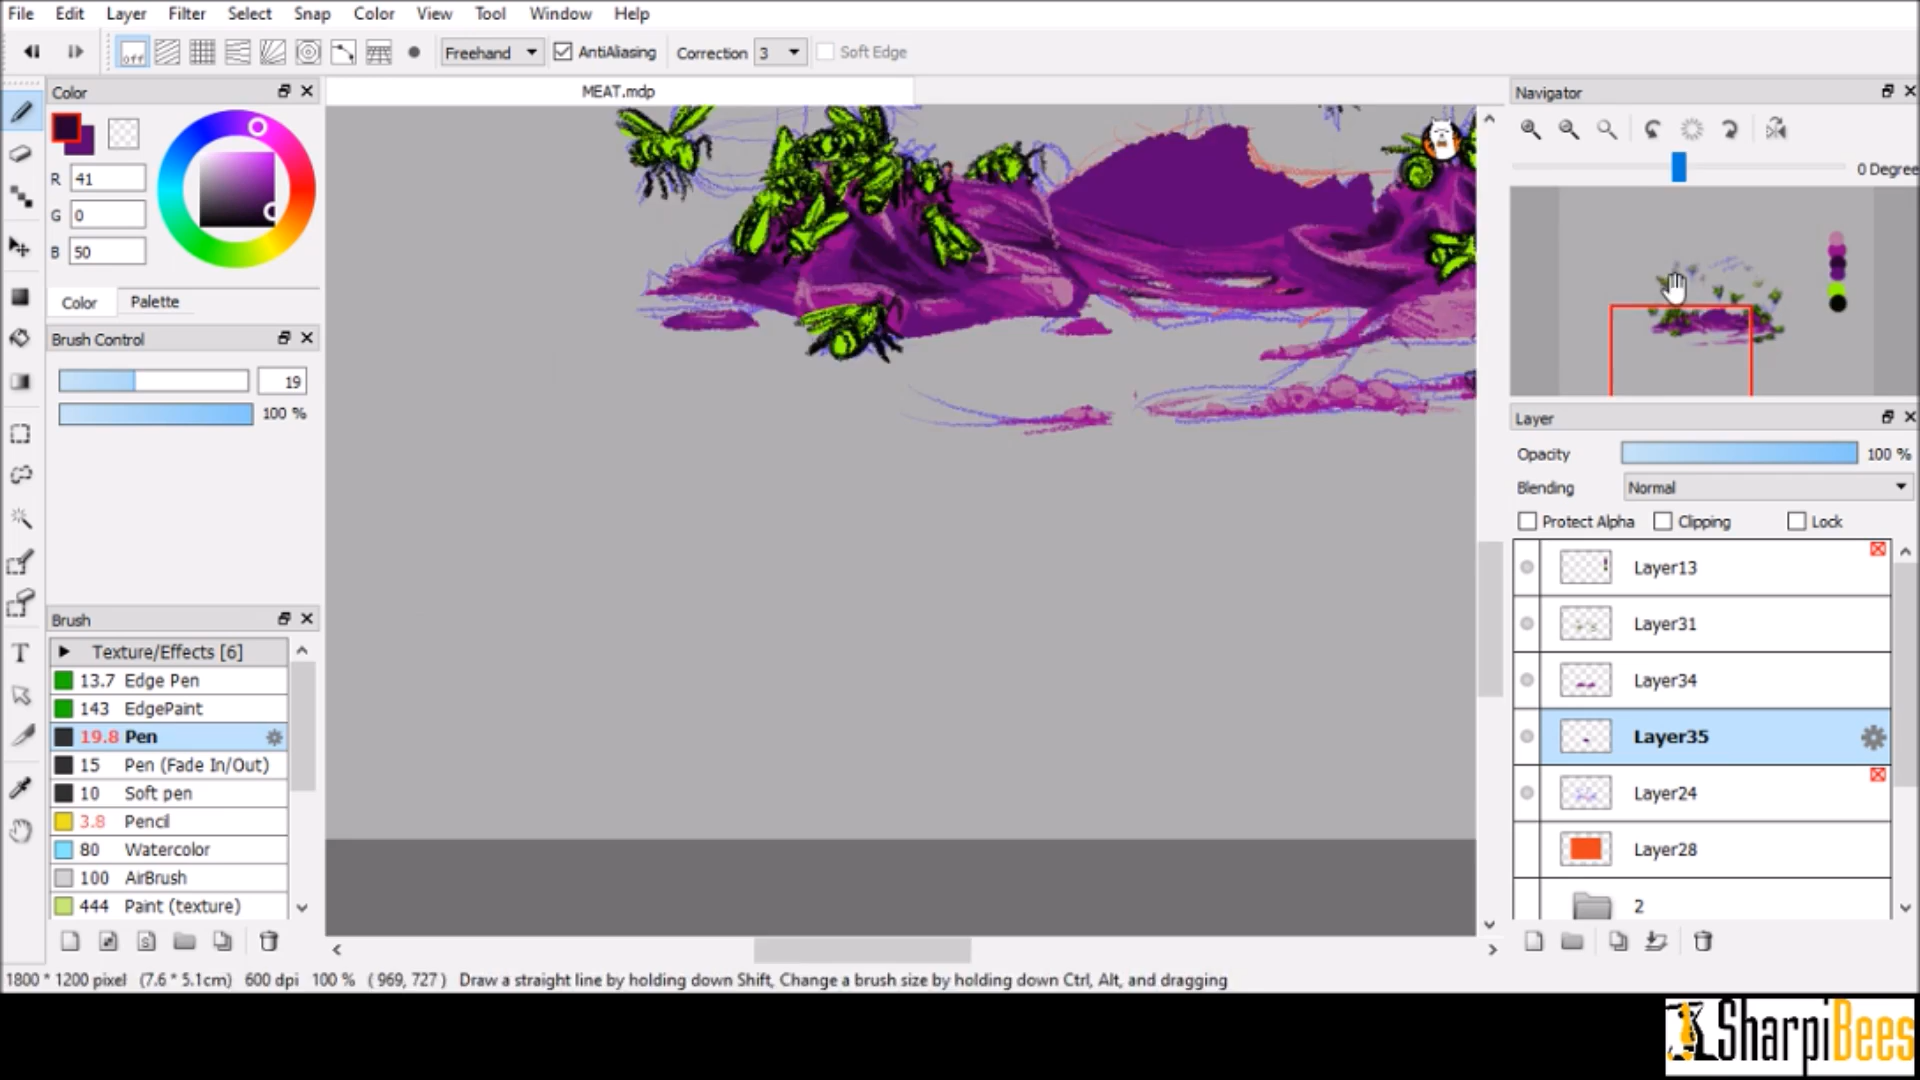 File Edit Layer Filter Select Snap Color View Tool Window Help
off Freehand AntiAliasing Correction 3 Soft Edge
Color
MEAT.mdp
Navigator
R 41
G 0
B 50
0 Degree
Color Palette
Brush Control
19
100 %
Layer
Opacity 100 %
Blending Normal
Protect Alpha Clipping Lock
Layer13
Layer31
Layer34
Layer35
Layer24
Layer28
2
Brush
Texture/Effects [6]
13.7 Edge Pen
143 EdgePaint
19.8 Pen
15 Pen (Fade In/Out)
10 Soft pen
3.8 Pencil
80 Watercolor
100 AirBrush
444 Paint (texture)
1800 * 1200 pixel (7.6 * 5.1cm) 600 dpi 100 % ( 969, 727 ) Draw a straight line by holding down Shift, Change a brush size by holding down Ctrl, Alt, and dragging
SharpiBees